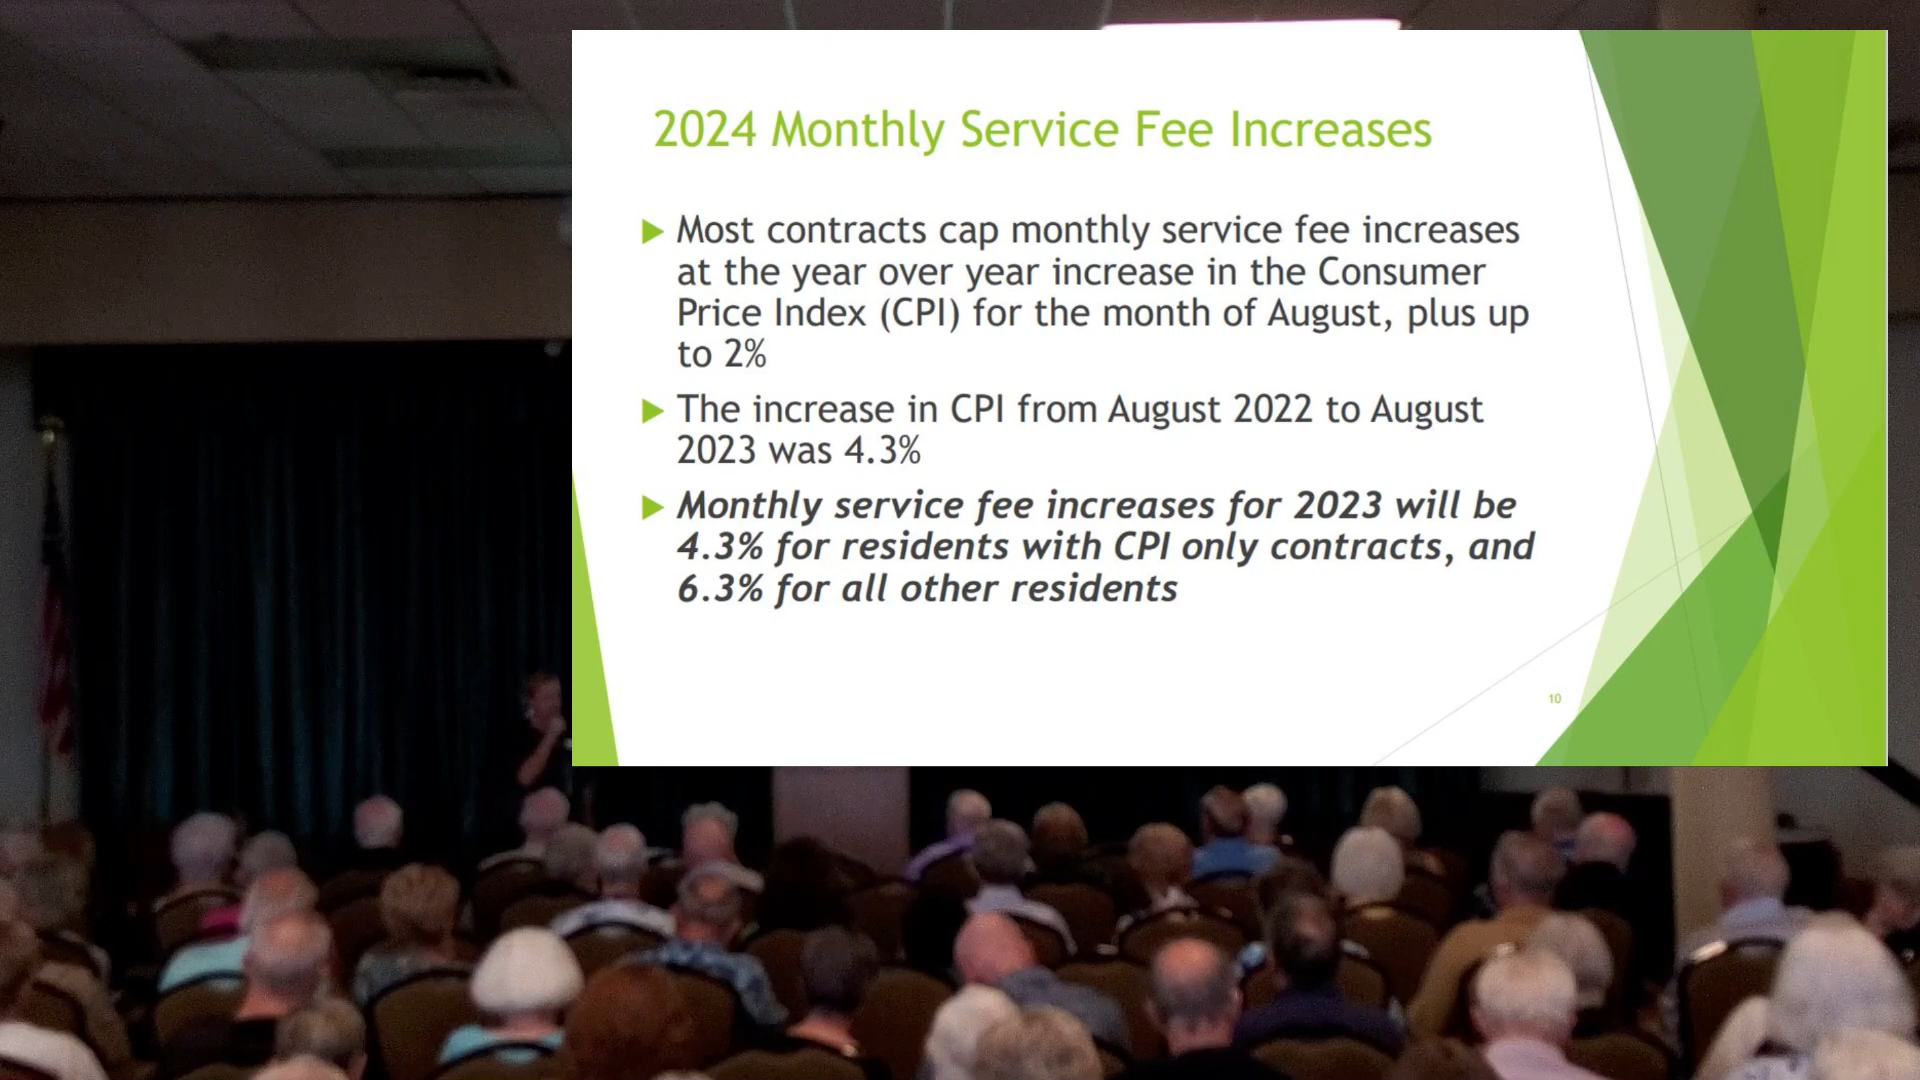 2024 Monthly Service Fee Increases
Most contracts cap monthly service fee increases
at the year over year increase in the Consumer
Price Index (CPI) for the month of August, plus up
to 2%
The increase in CPI from August 2022 to August
2023 was 4.3%
Monthly service fee increases for 2023 will be
4.3% for residents with CPI only contracts, and
6.3% for all other residents
10